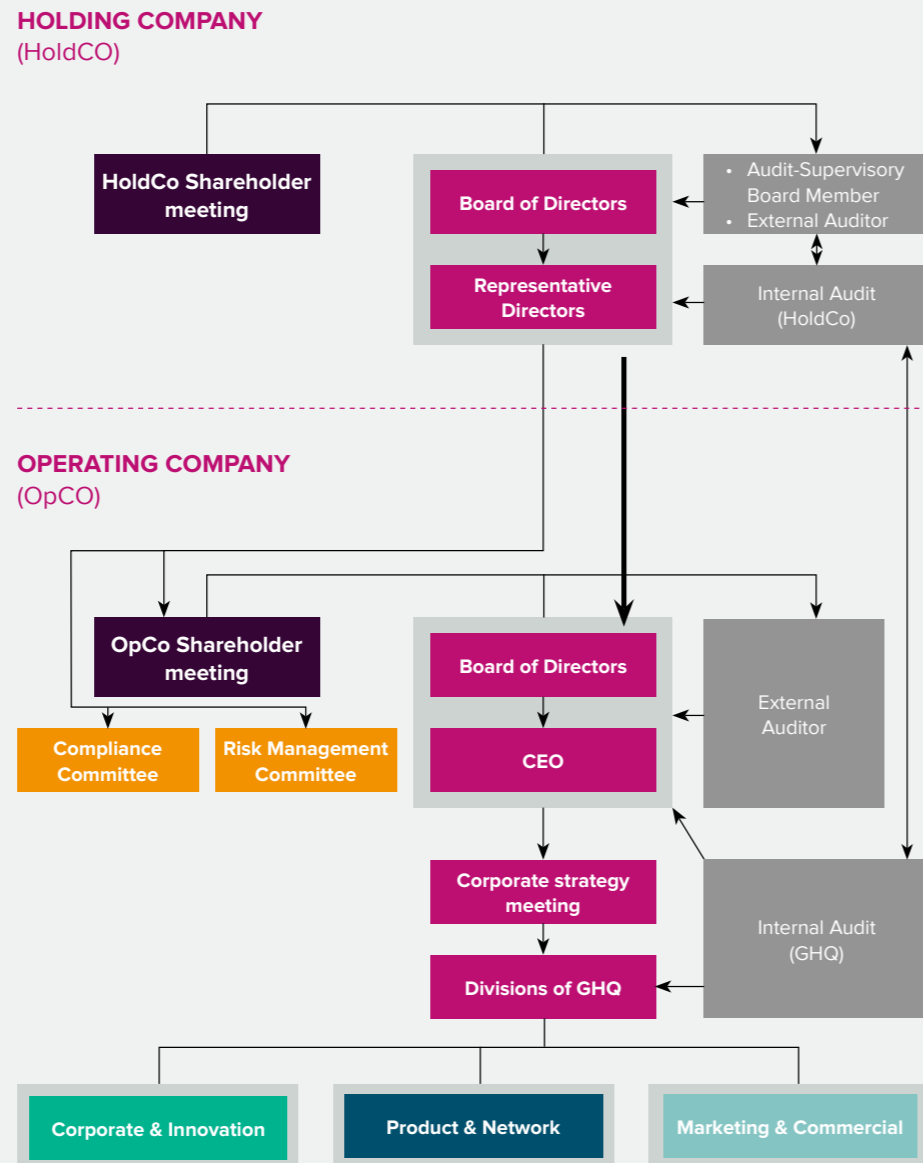 HOLDING COMPANY
(HoldCO)
HoldCo Shareholder
meeting
Board of Directors
Representative
Directors
• Audit-Supervisory
Board Member
• External Auditor
Internal Audit
(HoldCo)
OPERATING COMPANY
(OpCO)
OpCo Shareholder
meeting
Compliance
Committee
Risk Management
Committee
Board of Directors
CEO
External
Auditor
Corporate strategy
meeting
Divisions of GHQ
Internal Audit
(GHQ)
Corporate & Innovation
Product & Network
Marketing & Commercial